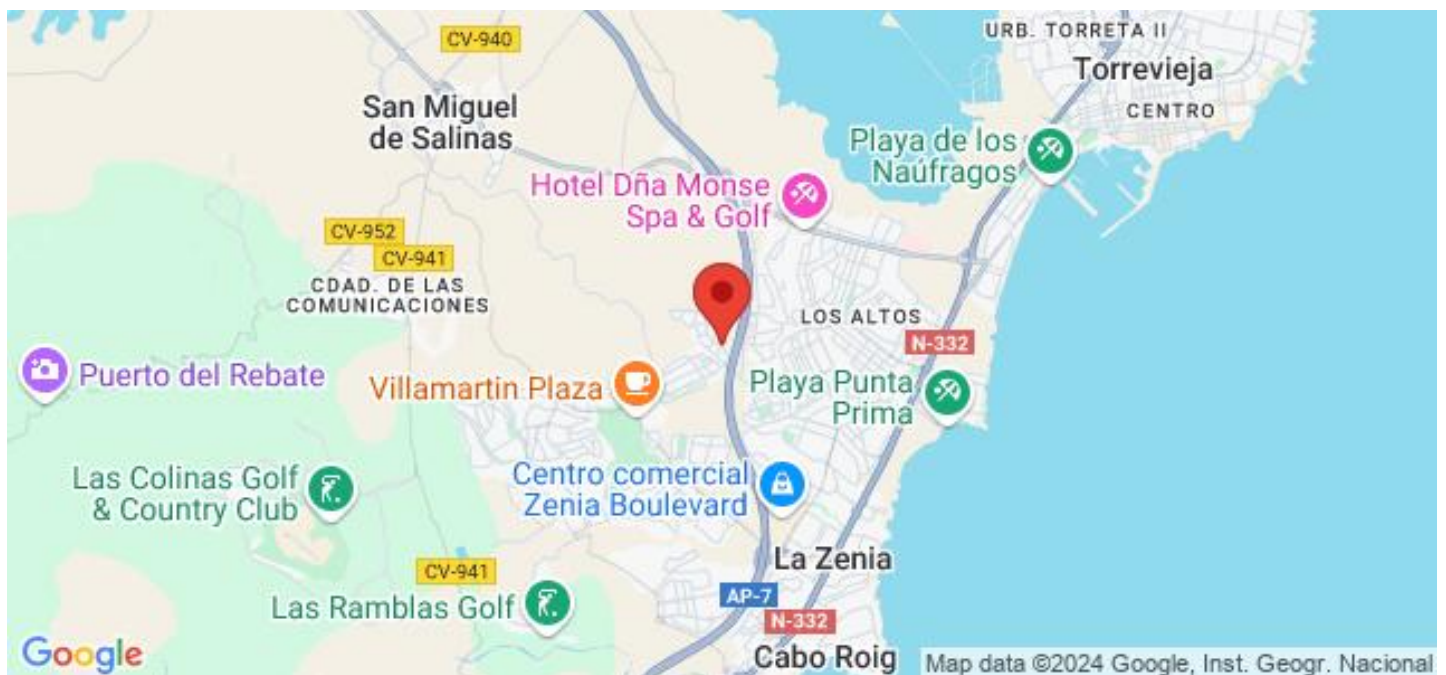 URB. TORRETA II
CV-940
Torrevieja
San Miguel
de Salinas
CENTRO
Playa de los
Naúfragos
Hotel Dña Monse
Spa & Golf
CV-952
CV-941
CDAD. DE LAS
COMUNICACIONES
LOS ALTOS
N-332
Puerto del Rebate
Villamartin Plaza
Playa Punta
Prima
Las Colinas Golf
& Country Club
Centro comercial
Zenia Boulevard
La Zenia
CV-941
AP-7
Las Ramblas Golf
N-332
Cabo Roig
Google
Map data ©2024 Google, Inst. Geogr. Nacional